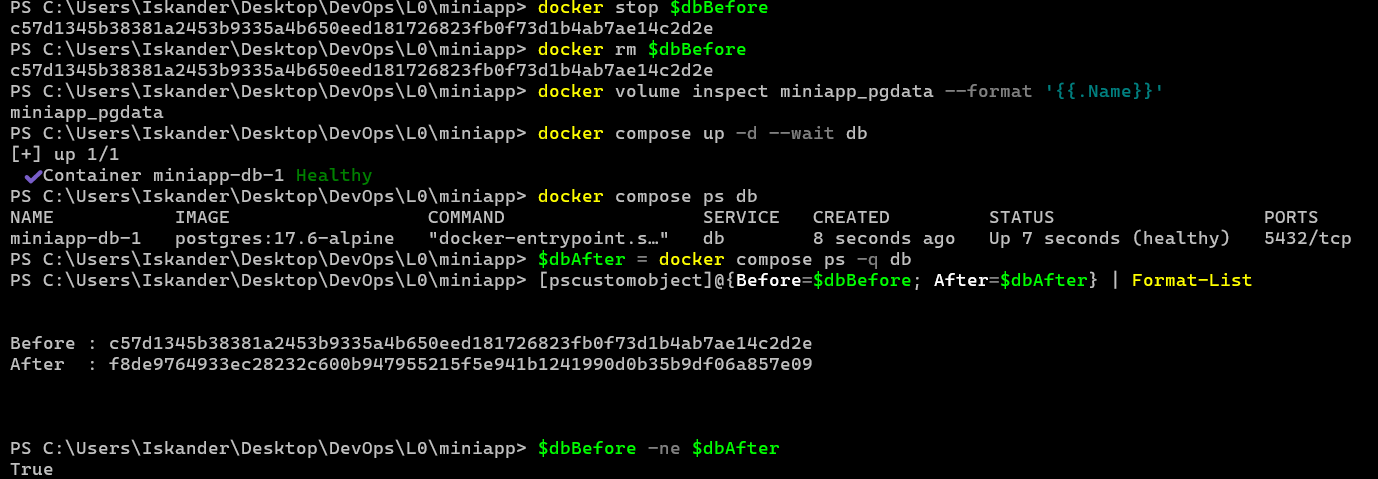 PS C:\Users\Iskander\Desktop\DevOps\L0\miniapp> docker stop $dbBefore
c57d1345b38381a2453b9335a4b650eed181726823fb0f73d1b4ab7ae14c2d2e
PS C:\Users\Iskander\Desktop\DevOps\L0\miniapp> docker rm $dbBefore
c57d1345b38381a2453b9335a4b650eed181726823fb0f73d1b4ab7ae14c2d2e
PS C:\Users\Iskander\Desktop\DevOps\L0\miniapp> docker volume inspect miniapp_pgdata --format '{{.Name}}'
miniapp_pgdata
PS C:\Users\Iskander\Desktop\DevOps\L0\miniapp> docker compose up -d --wait db
[+] up 1/1
✔Container miniapp-db-1 Healthy
PS C:\Users\Iskander\Desktop\DevOps\L0\miniapp> docker compose ps db
NAME           IMAGE                  COMMAND                  SERVICE   CREATED         STATUS                   PORTS
miniapp-db-1   postgres:17.6-alpine   "docker-entrypoint.s…"   db        8 seconds ago   Up 7 seconds (healthy)   5432/tcp
PS C:\Users\Iskander\Desktop\DevOps\L0\miniapp> $dbAfter = docker compose ps -q db
PS C:\Users\Iskander\Desktop\DevOps\L0\miniapp> [pscustomobject]@{Before=$dbBefore; After=$dbAfter} | Format-List
Before : c57d1345b38381a2453b9335a4b650eed181726823fb0f73d1b4ab7ae14c2d2e
After  : f8de9764933ec28232c600b947955215f5e941b1241990d0b35b9df06a857e09
PS C:\Users\Iskander\Desktop\DevOps\L0\miniapp> $dbBefore -ne $dbAfter
True